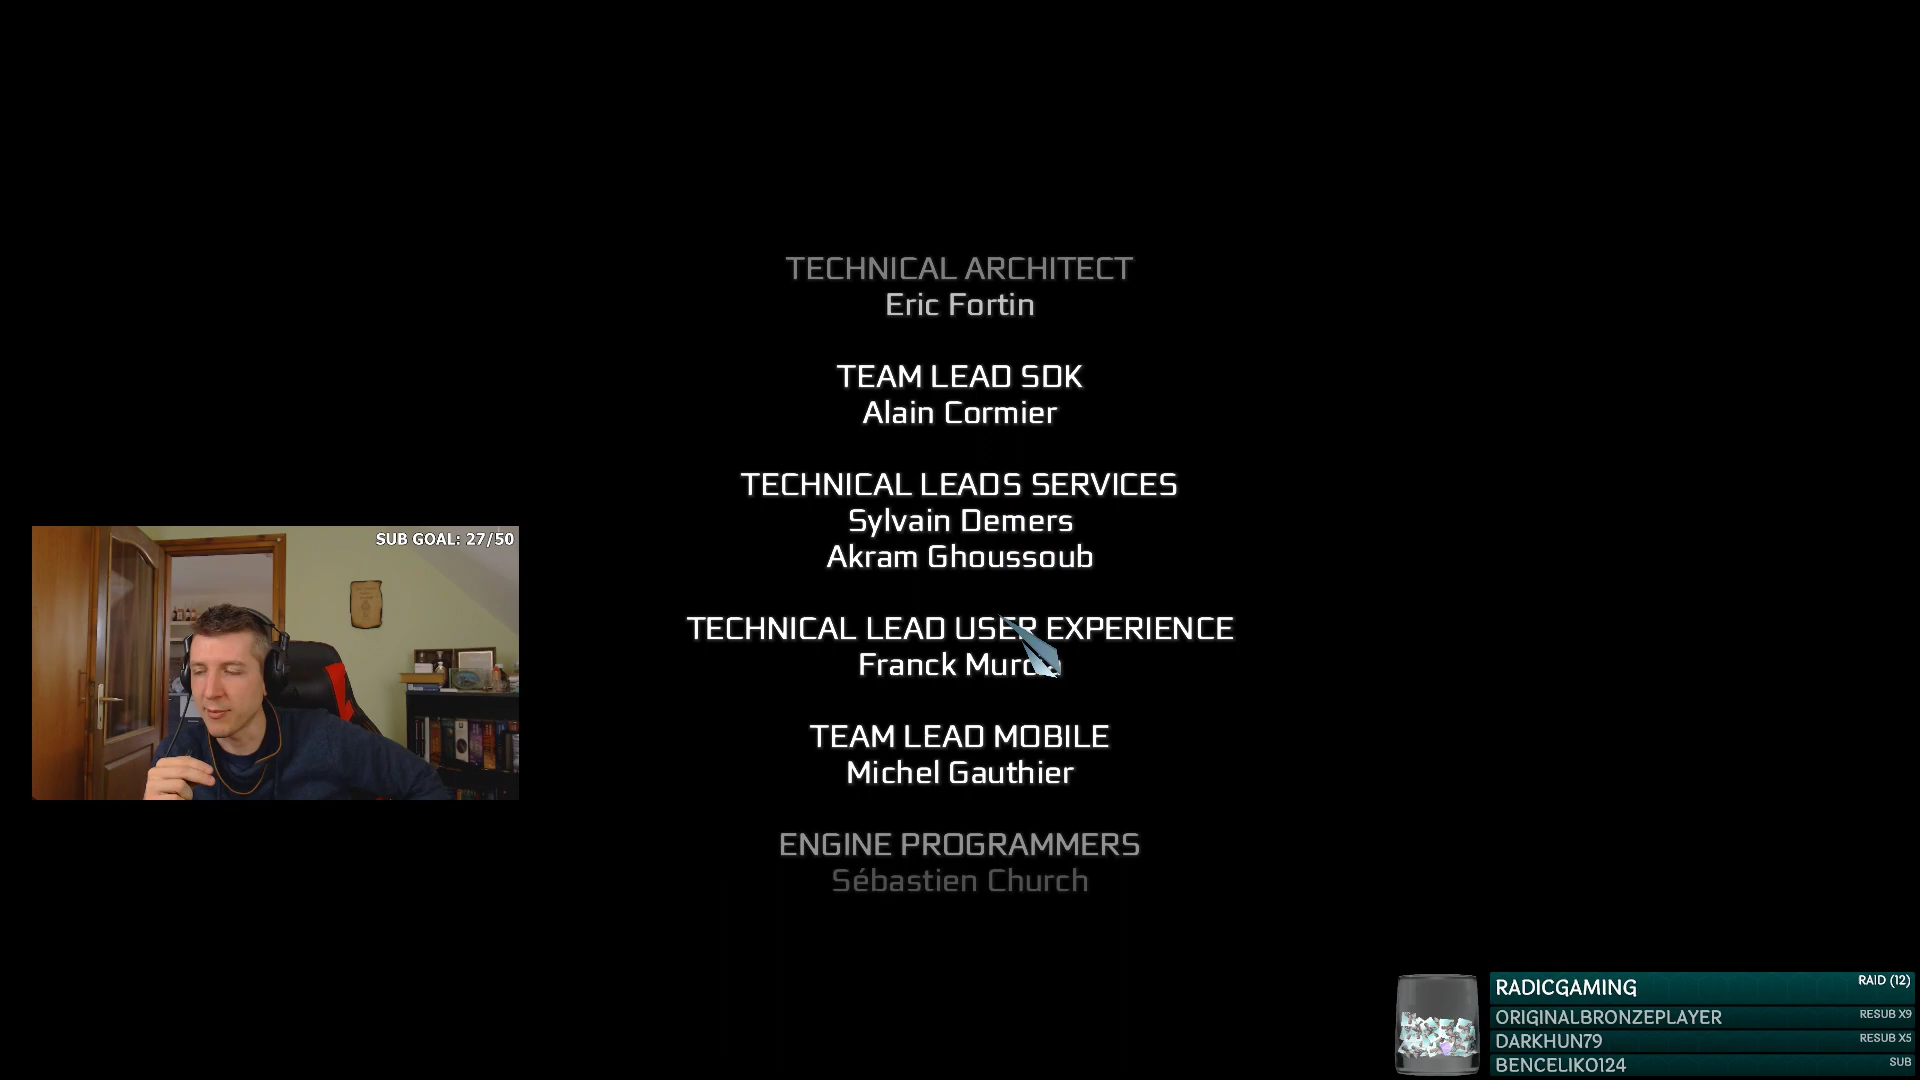 TECHNICAL ARCHITECT
Eric Fortin
TEAM LEAD SDK
Alain Cormier
TECHNICAL LEADS SERVICES
Sylvain Demers
Akram Ghoussoub
TECHNICAL LEAD USER EXPERIENCE
Franck
TEAM LEAD MOBILE
Michel Gauthier
ENGINE PROGRAMMERS
Sébastien Church
SUB GOAL: 27/50
RADICGAMING RAID (12)
ORIGINALBRONZEPLAYER RESUB X9
DARKHUN79 RESUB X5
BENCELIKO124 SUB